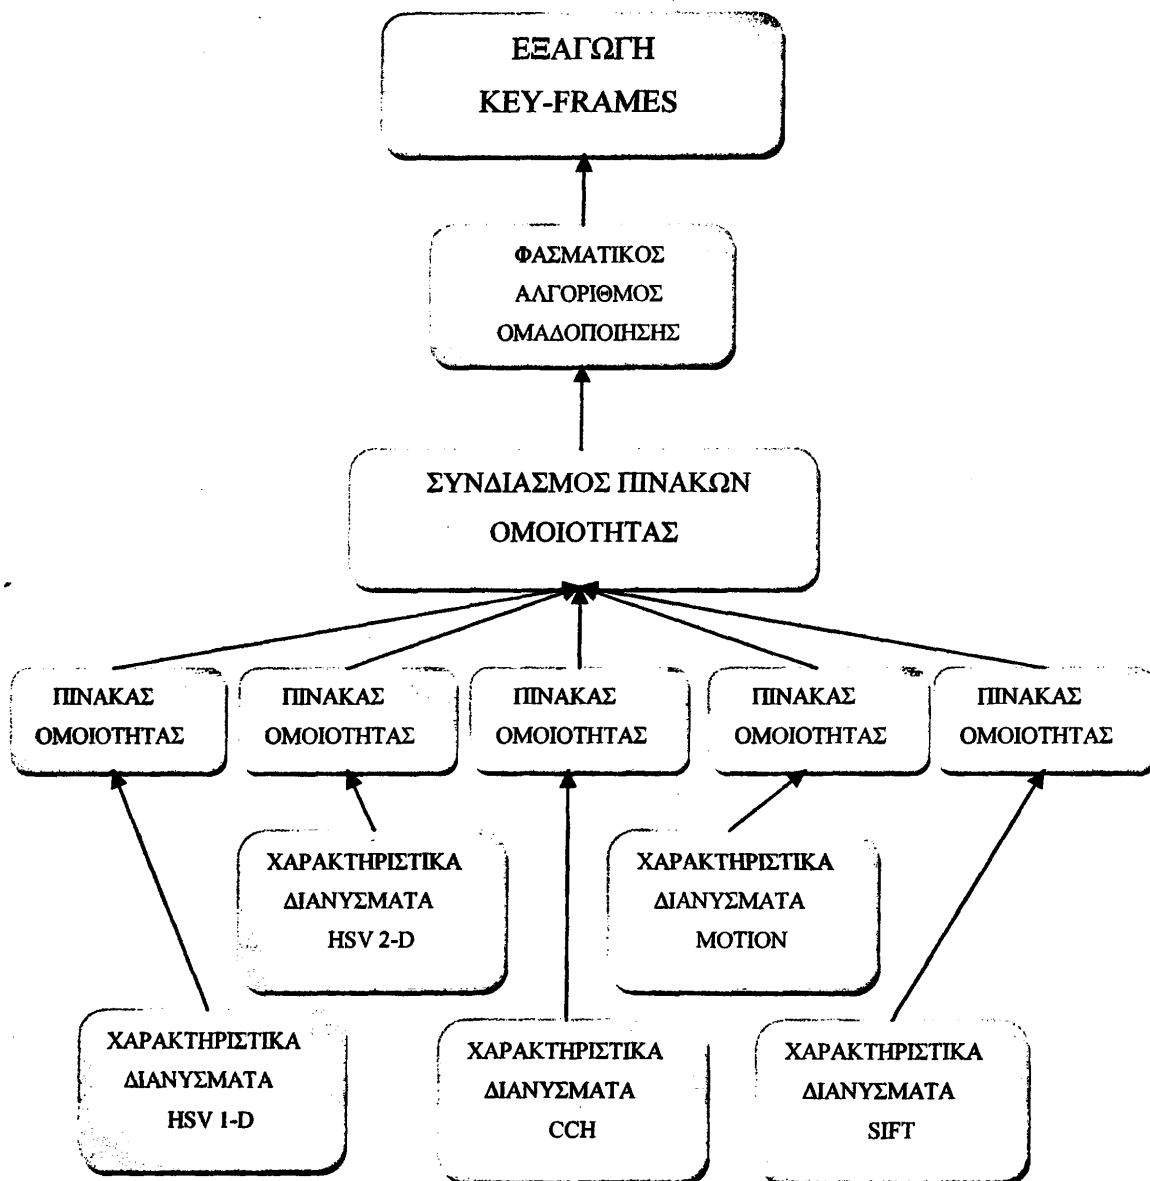 ΕΞΑΓΩΓΗ
KEY-FRAMES
ΦΑΣΜΑΤΙΚΟΣ
ΑΛΓΟΡΙΘΜΟΣ
ΟΜΑΔΟΠΟΙΗΣΗΣ
ΣΥΝΔΙΑΣΜΟΣ ΠΙΝΑΚΩΝ
ΟΜΟΙΟΤΗΤΑΣ
ΠΙΝΑΚΑΣ
ΟΜΟΙΟΤΗΤΑΣ
ΠΙΝΑΚΑΣ
ΟΜΟΙΟΤΗΤΑΣ
ΠΙΝΑΚΑΣ
ΟΜΟΙΟΤΗΤΑΣ
ΠΙΝΑΚΑΣ
ΟΜΟΙΟΤΗΤΑΣ
ΠΙΝΑΚΑΣ
ΟΜΟΙΟΤΗΤΑΣ
ΧΑΡΑΚΤΗΡΙΣΤΙΚΑ
ΔΙΑΝΥΣΜΑΤΑ
HSV 2-D
ΧΑΡΑΚΤΗΡΙΣΤΙΚΑ
ΔΙΑΝΥΣΜΑΤΑ
MOTION
ΧΑΡΑΚΤΗΡΙΣΤΙΚΑ
ΔΙΑΝΥΣΜΑΤΑ
HSV 1-D
ΧΑΡΑΚΤΗΡΙΣΤΙΚΑ
ΔΙΑΝΥΣΜΑΤΑ
CCH
ΧΑΡΑΚΤΗΡΙΣΤΙΚΑ
ΔΙΑΝΥΣΜΑΤΑ
SIFT